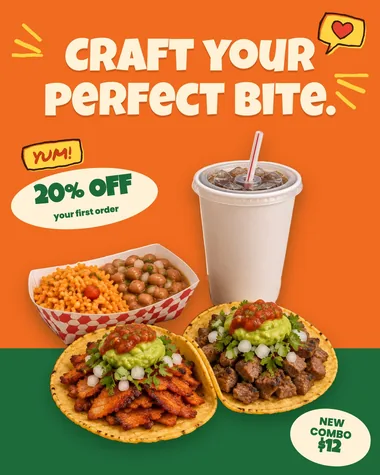 CRAFT YOUR
PERFECT BITE.
YUM!
20% OFF
your first order
NEW
COMBO
$12